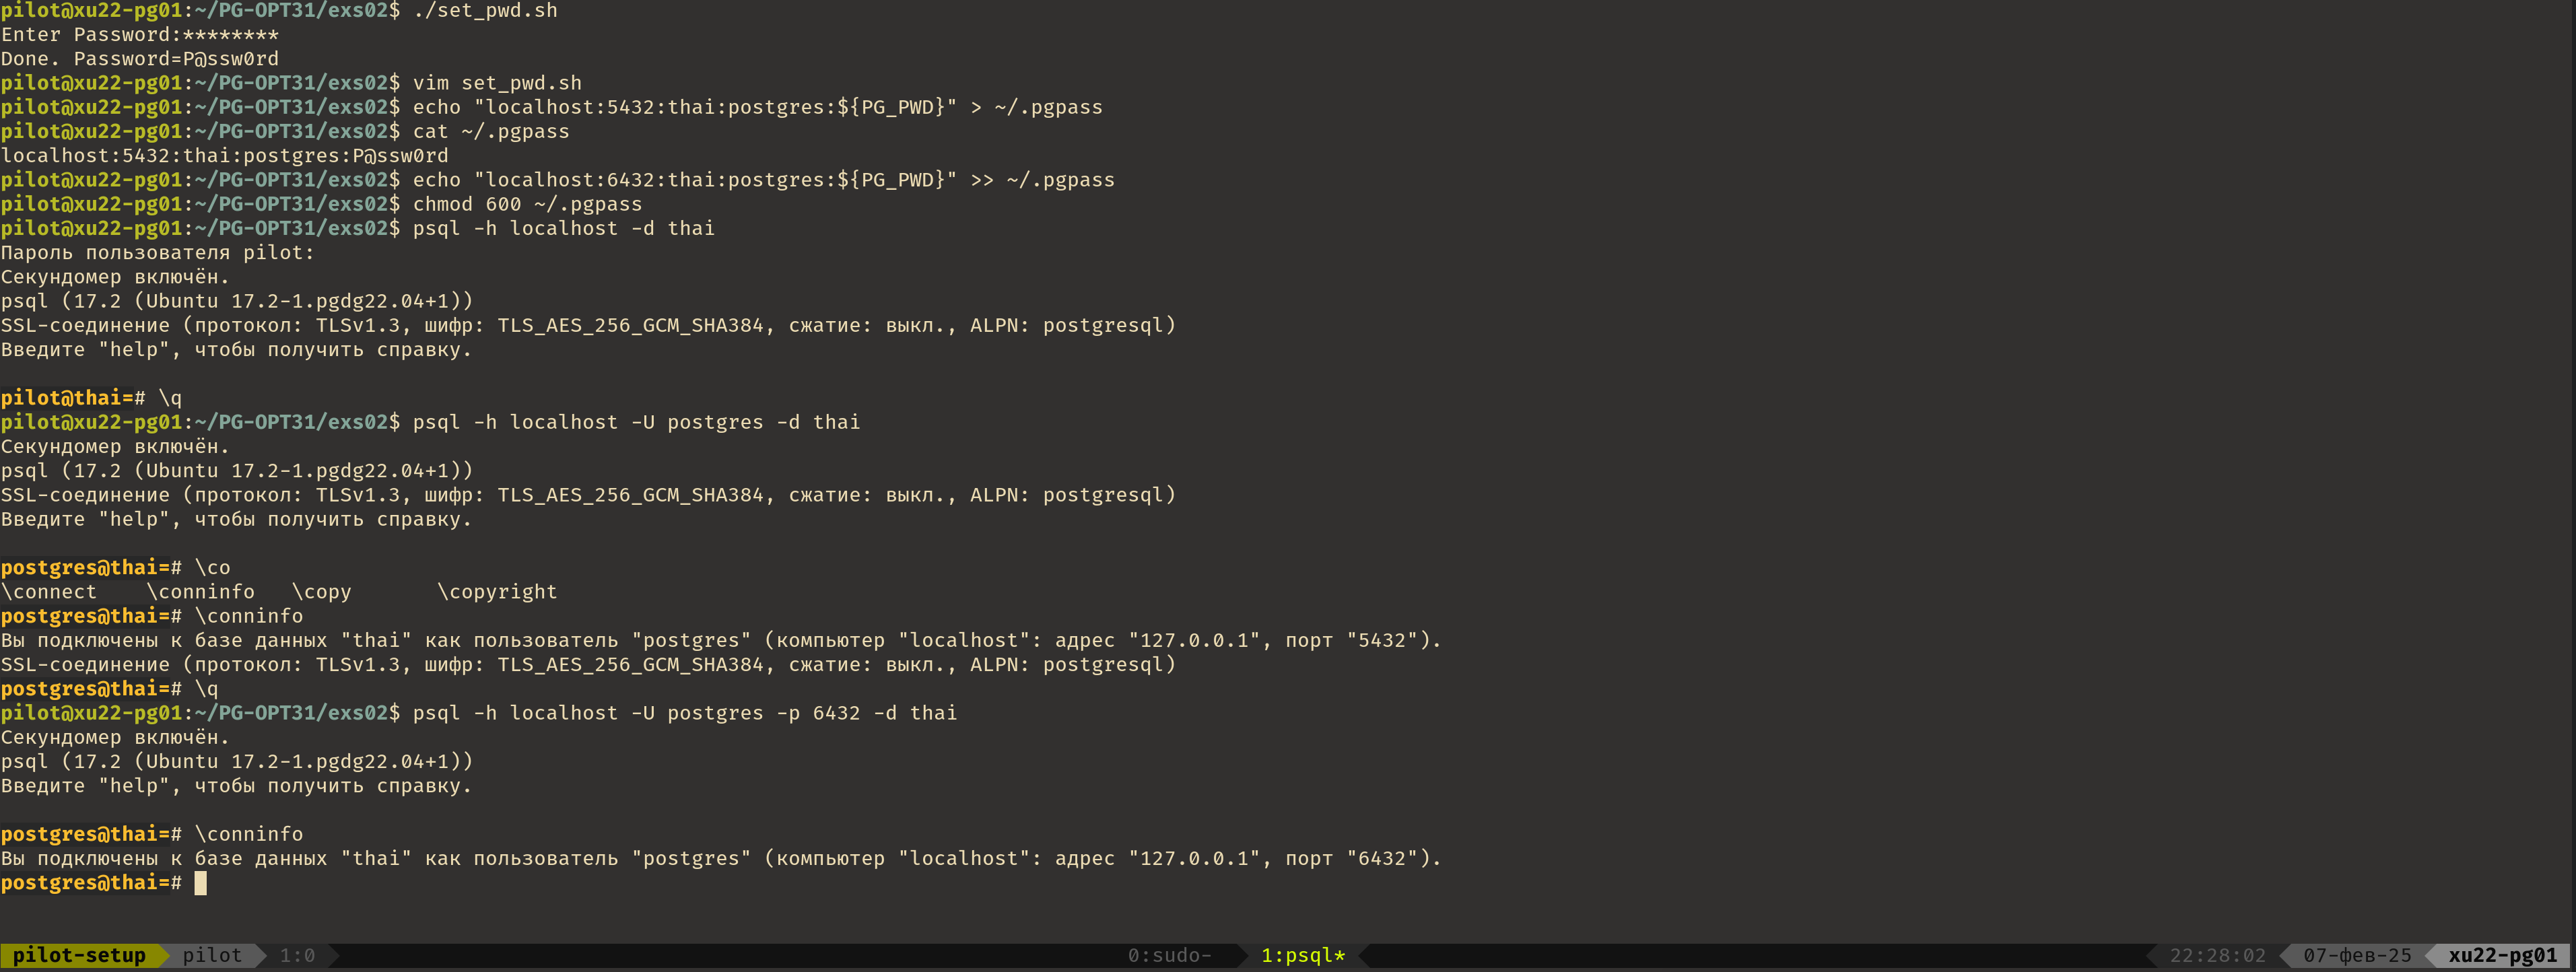 pilot@xu22-pg01:~/PG-OPT31/exs02$ ./set_pwd.sh
Enter Password:********
Done. Password=P@ssw0rd
pilot@xu22-pg01:~/PG-OPT31/exs02$ vim set_pwd.sh
pilot@xu22-pg01:~/PG-OPT31/exs02$ echo "localhost:5432:thai:postgres:${PG_PWD}" > ~/.pgpass
pilot@xu22-pg01:~/PG-OPT31/exs02$ cat ~/.pgpass
localhost:5432:thai:postgres:P@ssw0rd
pilot@xu22-pg01:~/PG-OPT31/exs02$ echo "localhost:6432:thai:postgres:${PG_PWD}" >> ~/.pgpass
pilot@xu22-pg01:~/PG-OPT31/exs02$ chmod 600 ~/.pgpass
pilot@xu22-pg01:~/PG-OPT31/exs02$ psql -h localhost -d thai
Пароль пользователя pilot:
Секундомер включён.
psql (17.2 (Ubuntu 17.2-1.pgdg22.04+1))
SSL-соединение (протокол: TLSv1.3, шифр: TLS_AES_256_GCM_SHA384, сжатие: выкл., ALPN: postgresql)
Введите "help", чтобы получить справку.
pilot@thai=# \q
pilot@xu22-pg01:~/PG-OPT31/exs02$ psql -h localhost -U postgres -d thai
Секундомер включён.
psql (17.2 (Ubuntu 17.2-1.pgdg22.04+1))
SSL-соединение (протокол: TLSv1.3, шифр: TLS_AES_256_GCM_SHA384, сжатие: выкл., ALPN: postgresql)
Введите "help", чтобы получить справку.
postgres@thai=# \co
\connect    \conninfo   \copy       \copyright
postgres@thai=# \conninfo
Вы подключены к базе данных "thai" как пользователь "postgres" (компьютер "localhost": адрес "127.0.0.1", порт "5432").
SSL-соединение (протокол: TLSv1.3, шифр: TLS_AES_256_GCM_SHA384, сжатие: выкл., ALPN: postgresql)
postgres@thai=# \q
pilot@xu22-pg01:~/PG-OPT31/exs02$ psql -h localhost -U postgres -p 6432 -d thai
Секундомер включён.
psql (17.2 (Ubuntu 17.2-1.pgdg22.04+1))
Введите "help", чтобы получить справку.
postgres@thai=# \conninfo
Вы подключены к базе данных "thai" как пользователь "postgres" (компьютер "localhost": адрес "127.0.0.1", порт "6432").
postgres@thai=#
pilot-setup pilot 1:0 0:sudo- 1:psql* 22:28:02 07-фев-25 xu22-pg01